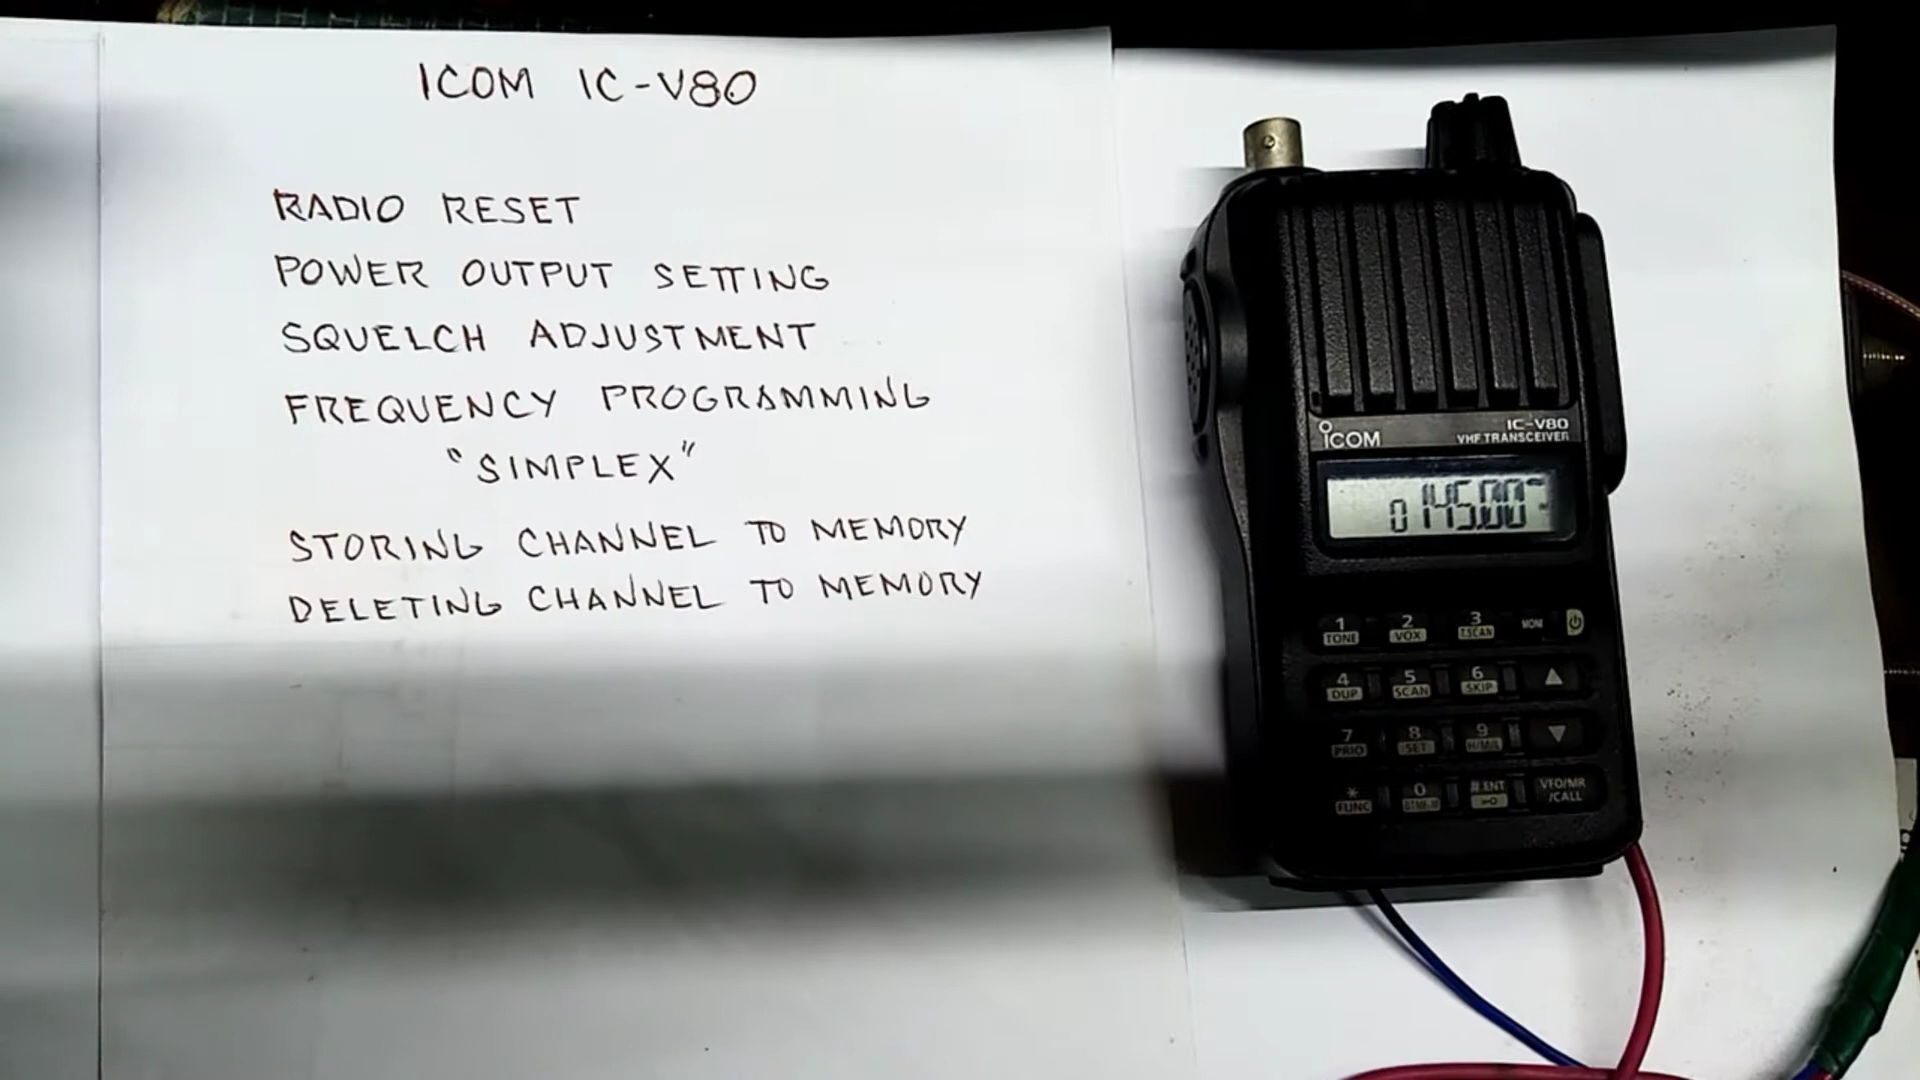 ICOM IC-V80
RADIO RESET
POWER OUTPUT SETTING
SQUELCH ADJUSTMENT
FREQUENCY PROGRAMMING
"SIMPLEX"
STORING CHANNEL TO MEMORY
DELETING CHANNEL TO MEMORY
ICOM
IC-V80
VHF TRANSCEIVER
0 145.00
1 2 3 MONI
TONE VOX T.SCAN
4 5 6
DUP SCAN SKIP
7 8 9
PRIO SET H/M/L
* 0 #.ENT VFO/MR
FUNC /CALL